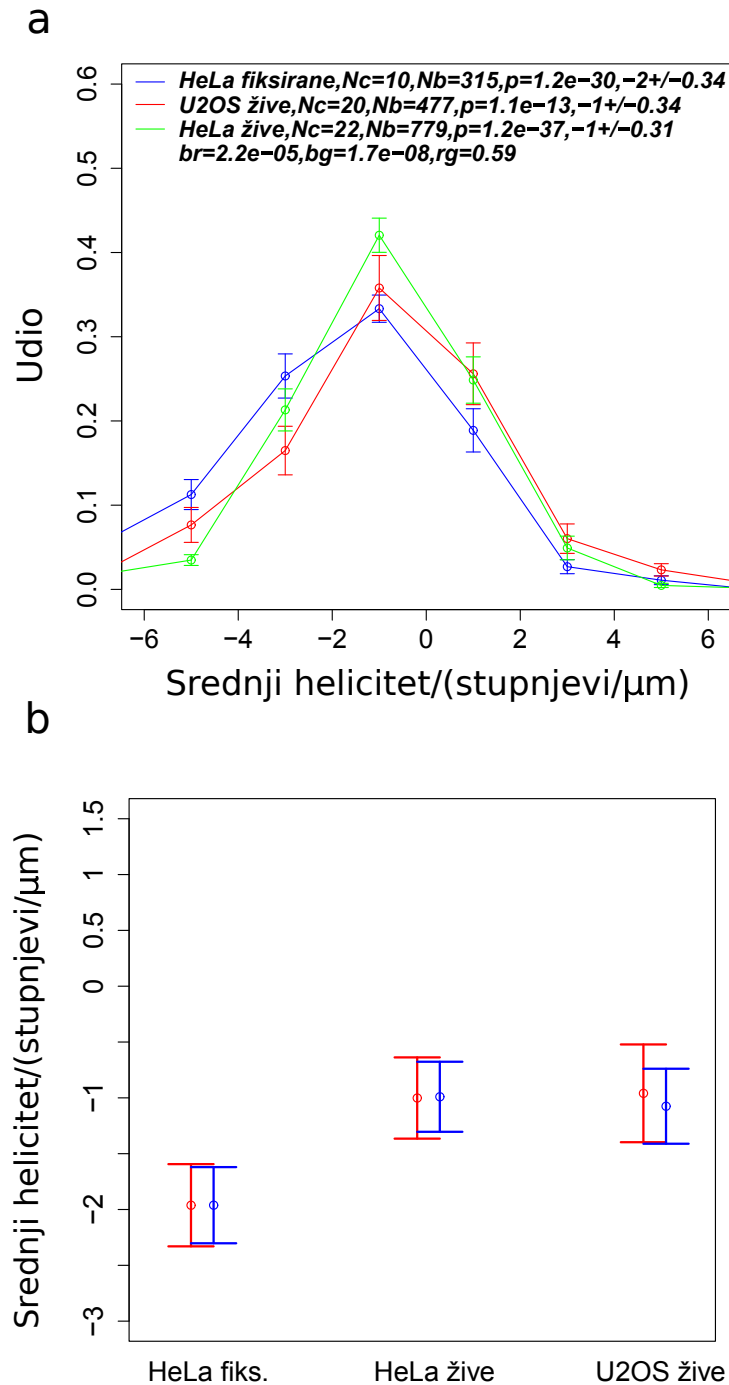 a
HeLa fiksirane,Nc=10,Nb=315,p=1.2e−30,−2+/−0.34
U2OS žive,Nc=20,Nb=477,p=1.1e−13,−1+/−0.34
HeLa žive,Nc=22,Nb=779,p=1.2e−37,−1+/−0.31
br=2.2e−05,bg=1.7e−08,rg=0.59
Udio
0.6
0.5
0.4
0.3
0.2
0.1
0.0
−6 −4 −2 0 2 4 6
Srednji helicitet/(stupnjevi/μm)
b
Srednji helicitet/(stupnjevi/μm)
1.5
1
0.5
0
−1
−2
−3
HeLa fiks. HeLa žive U2OS žive